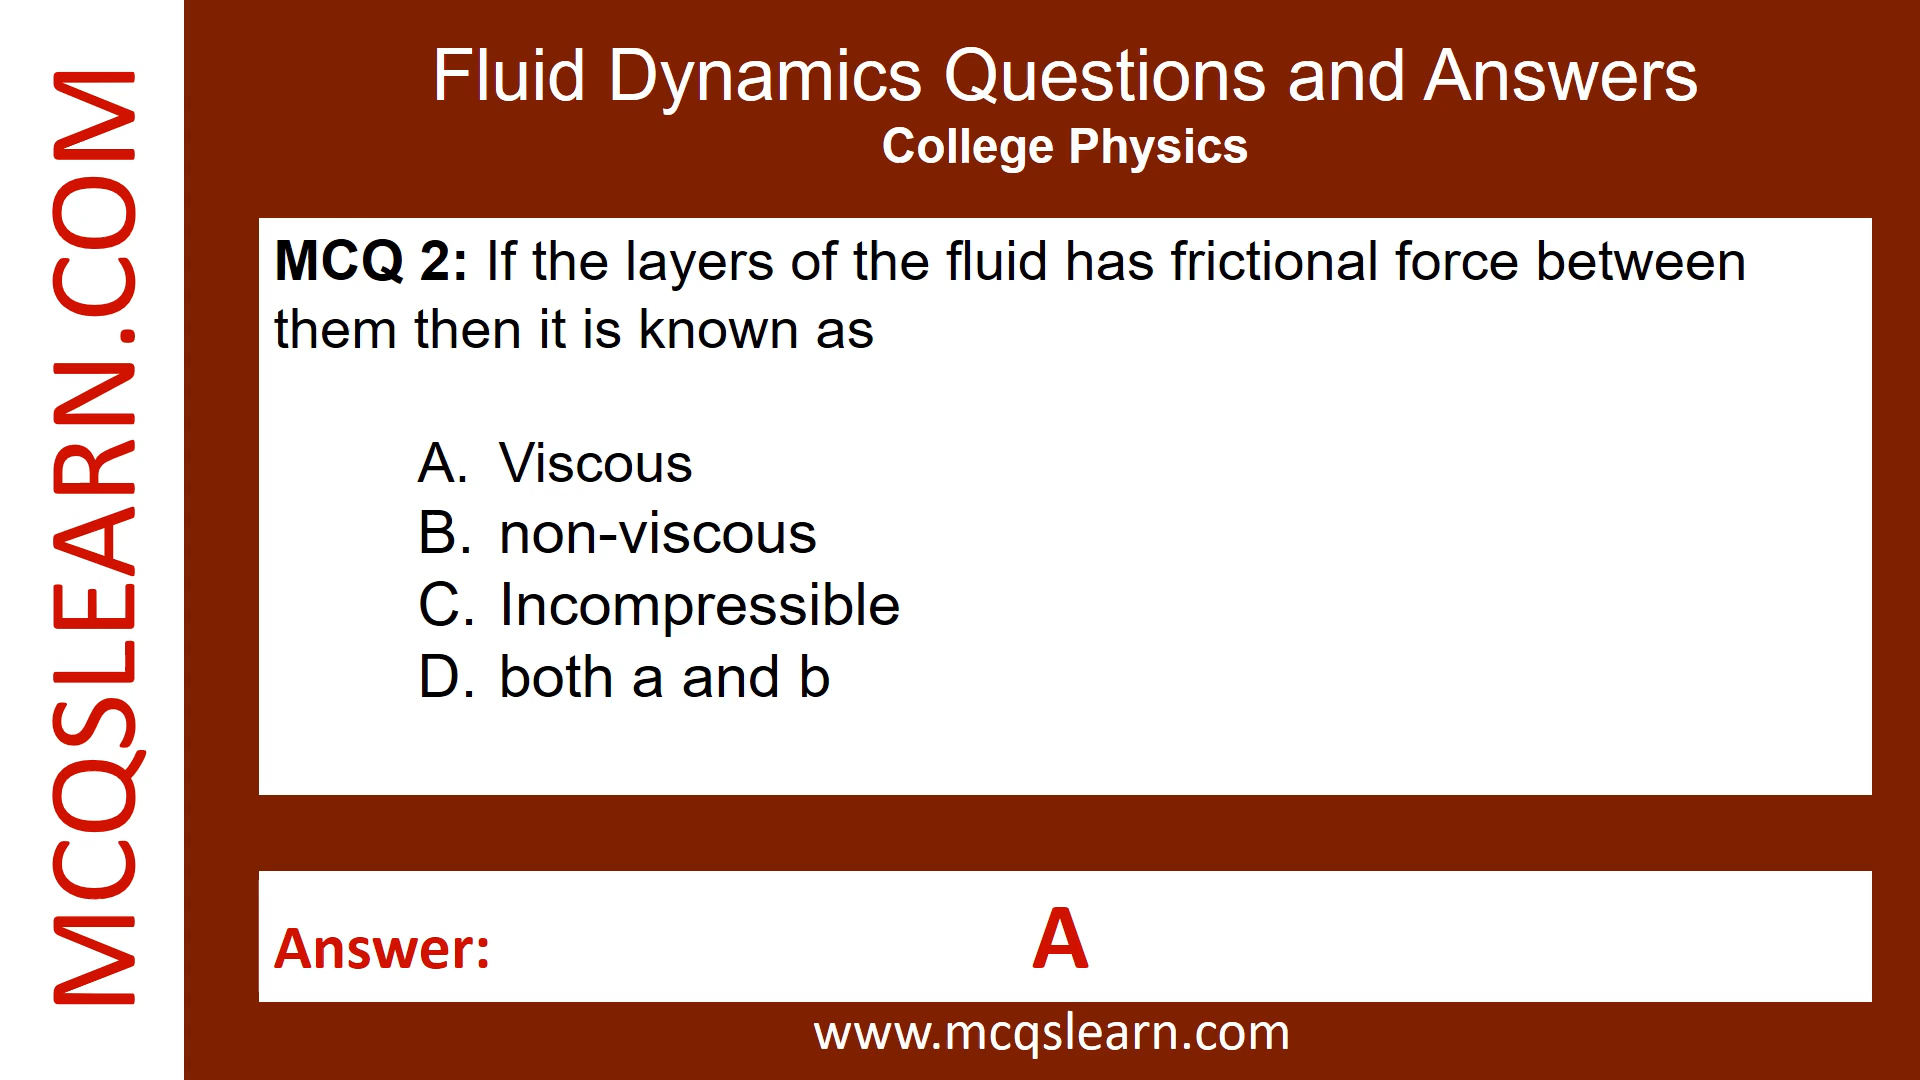 MCQSLEARN.COM
Fluid Dynamics Questions and Answers
College Physics
MCQ 2: If the layers of the fluid has frictional force between
them then it is known as
A. Viscous
B. non-viscous
C. Incompressible
D. both a and b
Answer: A
www.mcqslearn.com